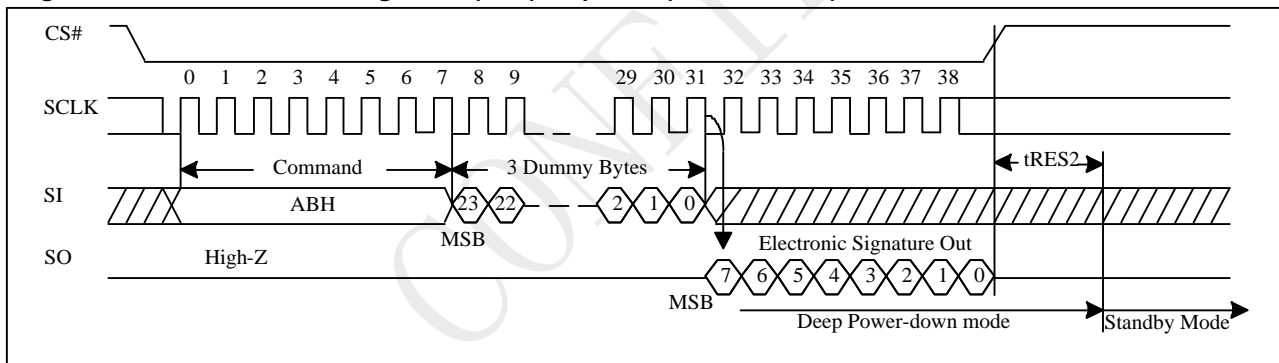 CS#
0 1 2 3 4 5 6 7 8 9 29 30 31 32 33 34 35 36 37 38
SCLK
Command 3 Dummy Bytes tRES2
SI ABH 23 22 2 1 0
MSB
Electronic Signature Out
SO High-Z
7 6 5 4 3 2 1 0
MSB
Deep Power-down mode Standby Mode